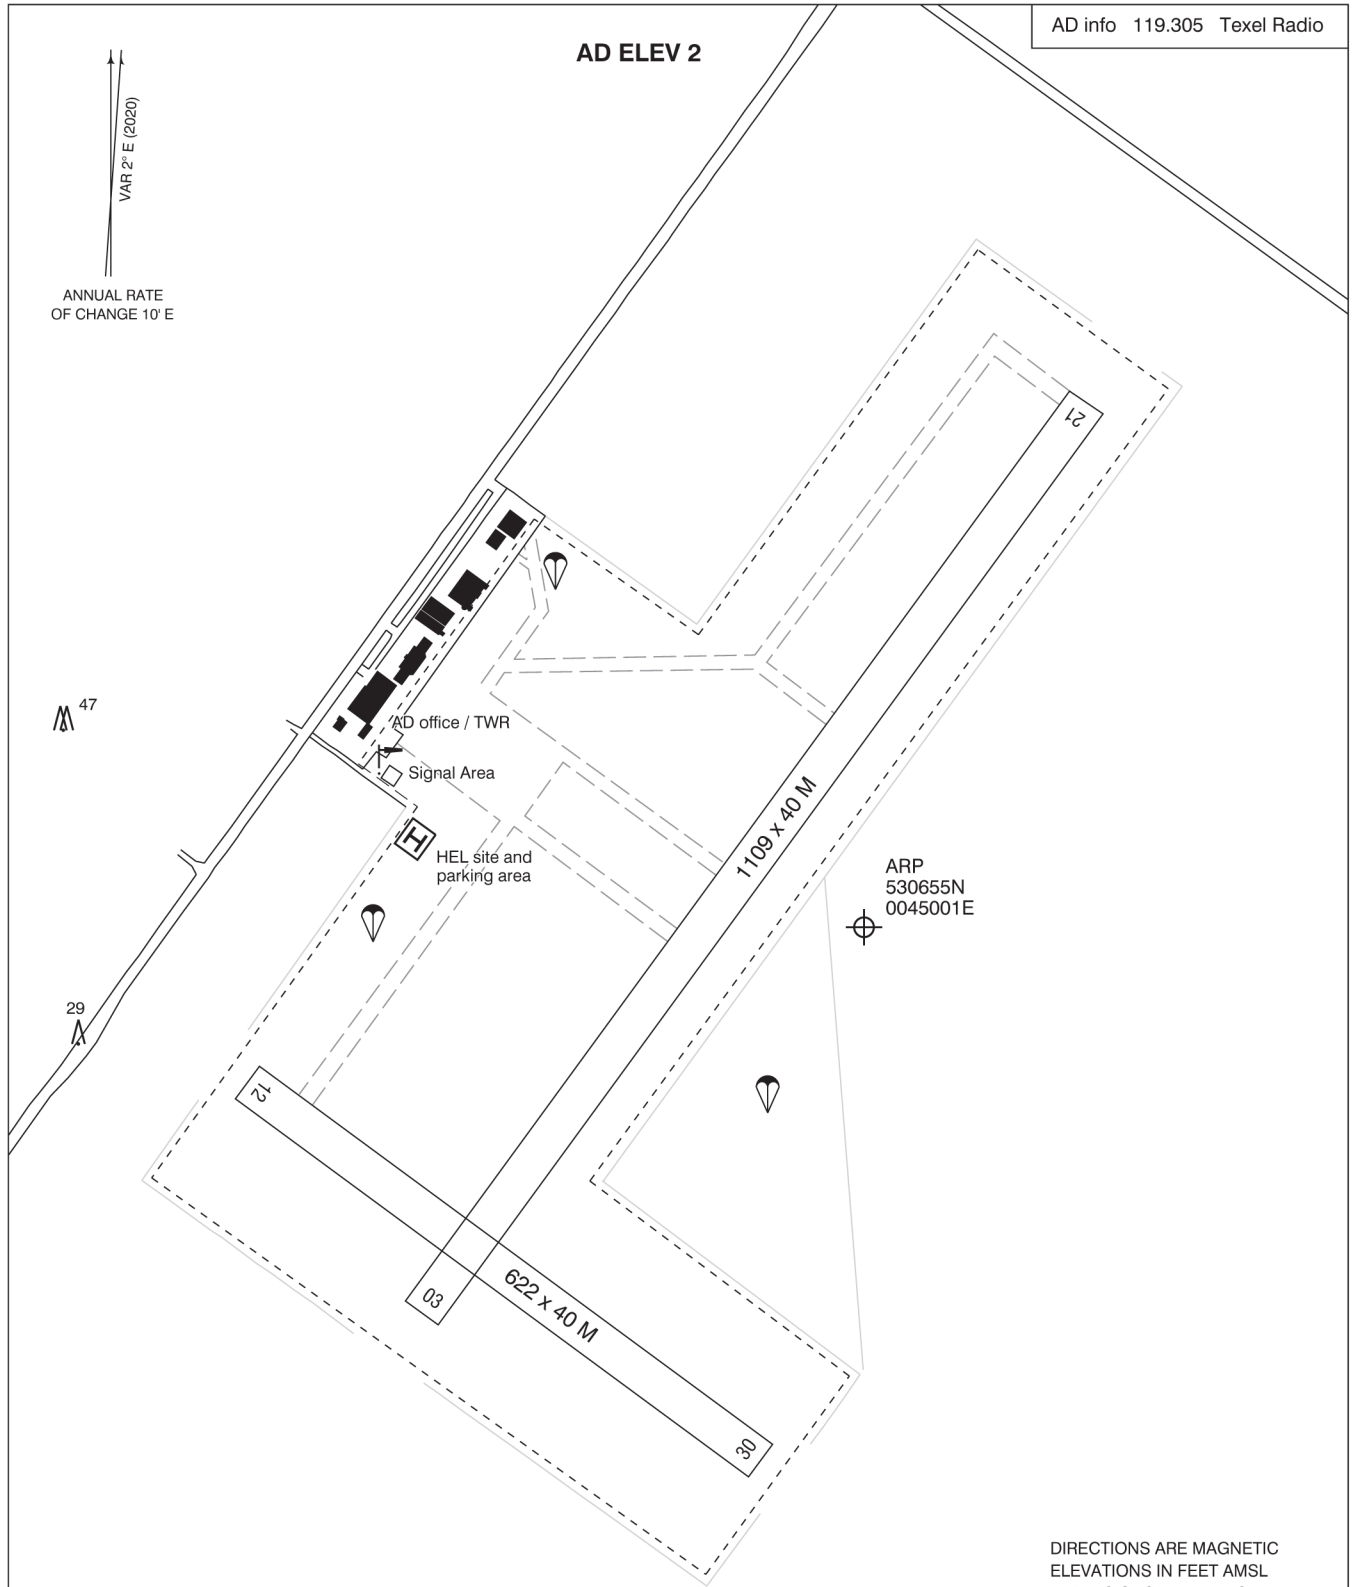 AD info 119.305 Texel Radio
AD ELEV 2
VAR 2° E (2020)
ANNUAL RATE
OF CHANGE 10' E
21
47
AD office / TWR
Signal Area
H
HEL site and
parking area
1109 x 40 M
ARP
530655N
0045001E
29
12
03
622 x 40 M
30
DIRECTIONS ARE MAGNETIC
ELEVATIONS IN FEET AMSL